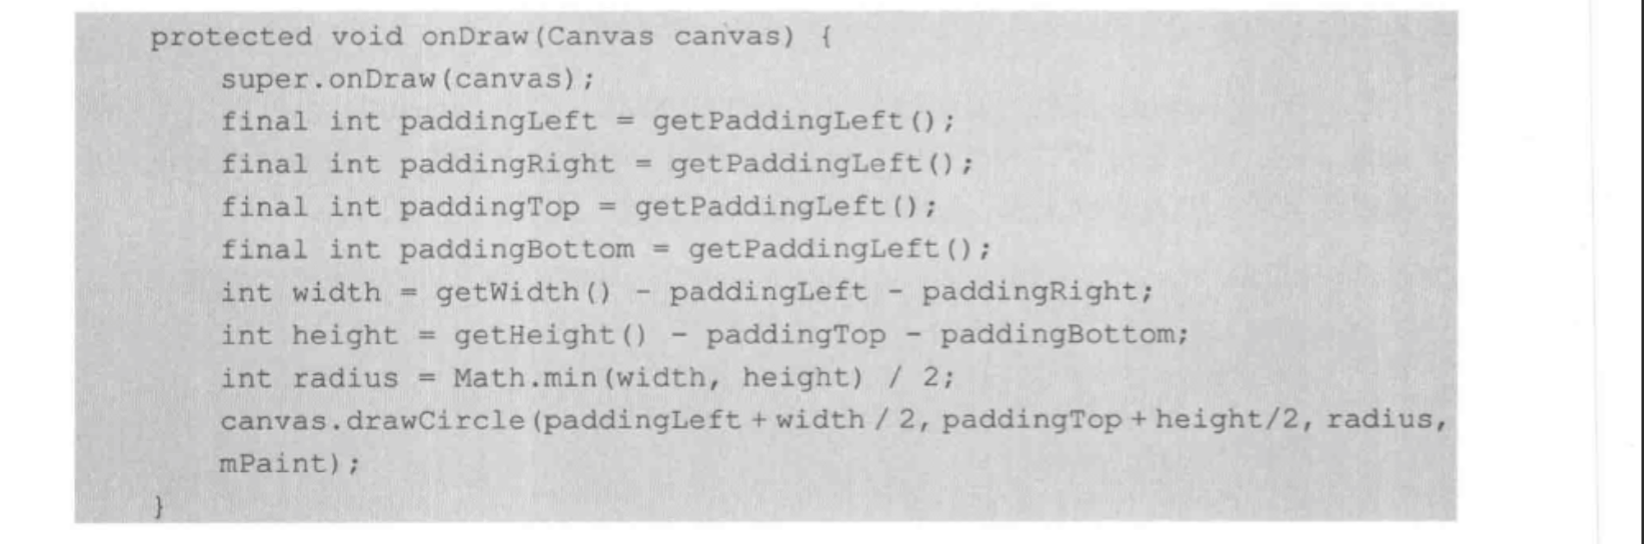 protected void onDraw(Canvas canvas) {
super.onDraw(canvas);
final int paddingLeft = getPaddingLeft();
final int paddingRight = getPaddingLeft();
final int paddingTop = getPaddingLeft();
final int paddingBottom = getPaddingLeft();
int width = getWidth() - paddingLeft - paddingRight;
int height = getHeight() - paddingTop - paddingBottom;
int radius = Math.min(width, height) / 2;
canvas.drawCircle(paddingLeft + width / 2, paddingTop + height/2, radius,
mPaint);
}